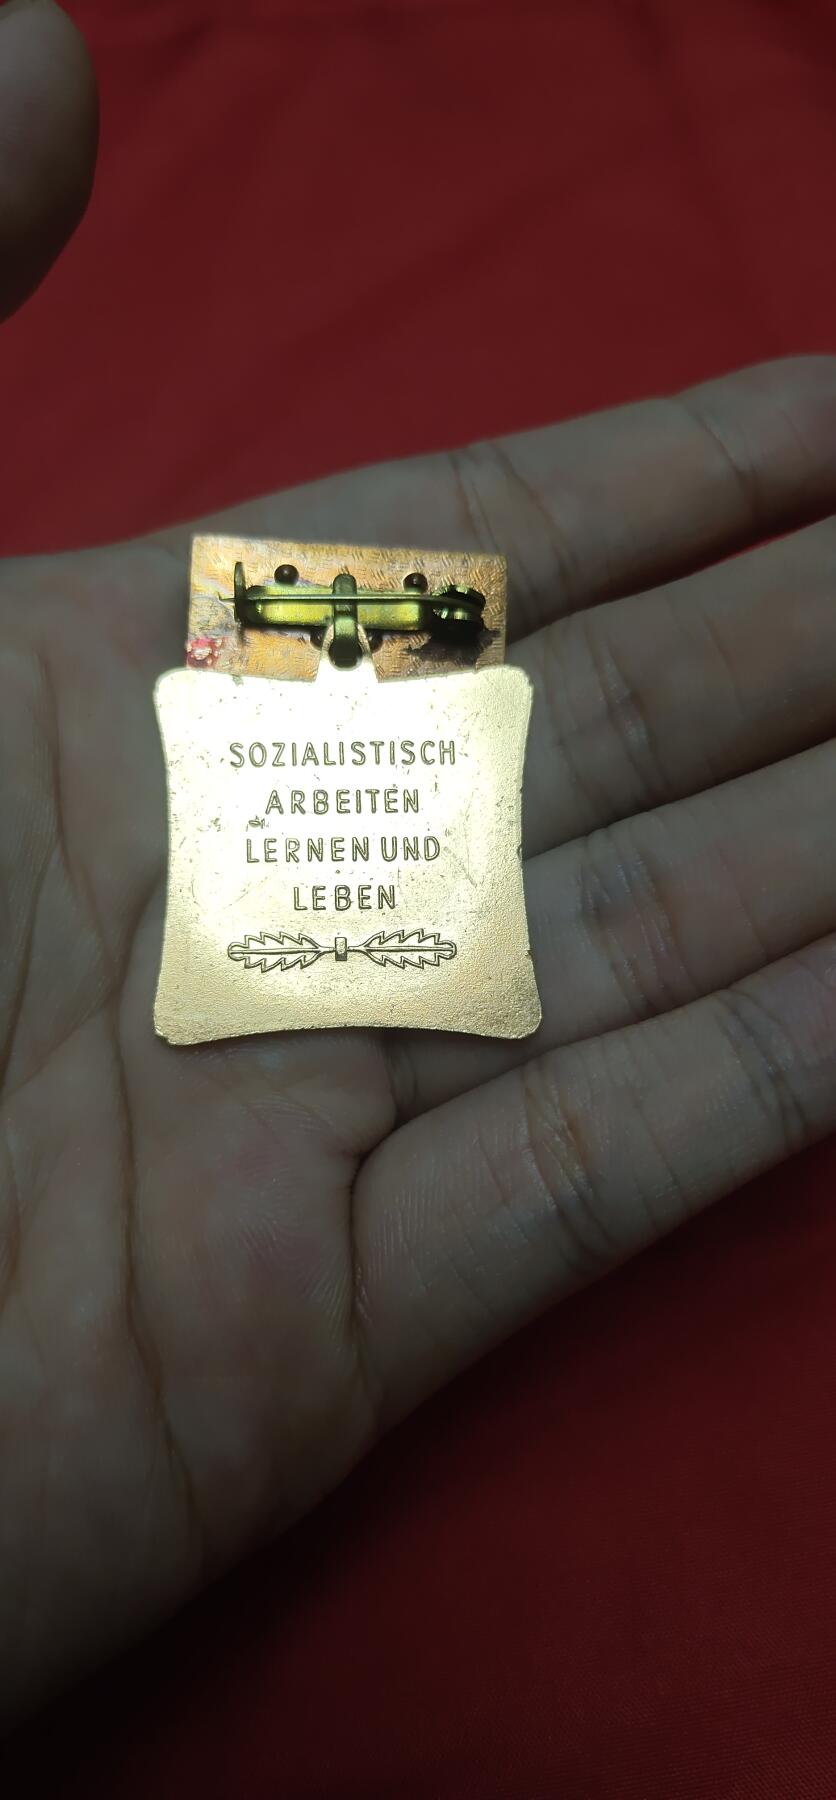 SOZIALISTISCH
ARBEITEN
LERNEN UND
LEBEN